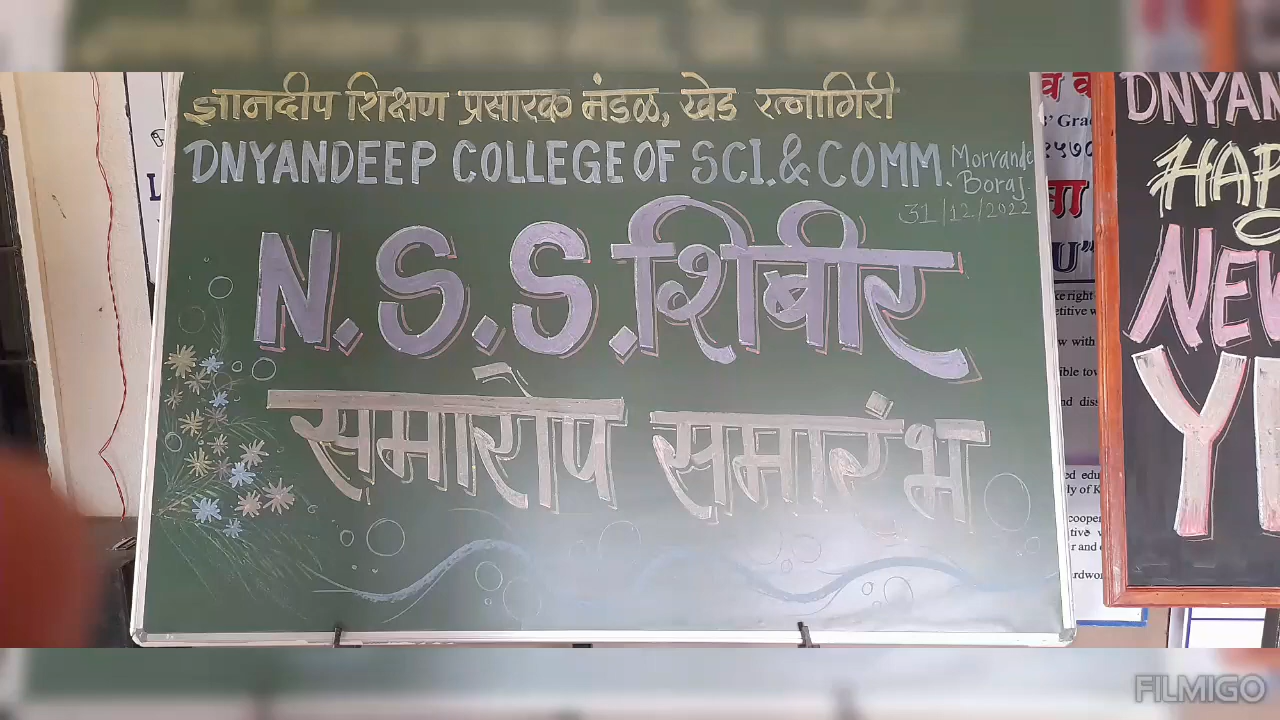 ज्ञानदीप शिक्षण प्रसारक मंडळ, खेड रत्नागिरी
DNYANDEEP COLLEGE OF SCI. & COMM.
Morvande
Boraj
31/12/2022
N.S.S. शिबीर
समारोप समारंभ
DNYAN
HAP
NEW
YE
FILMIGO